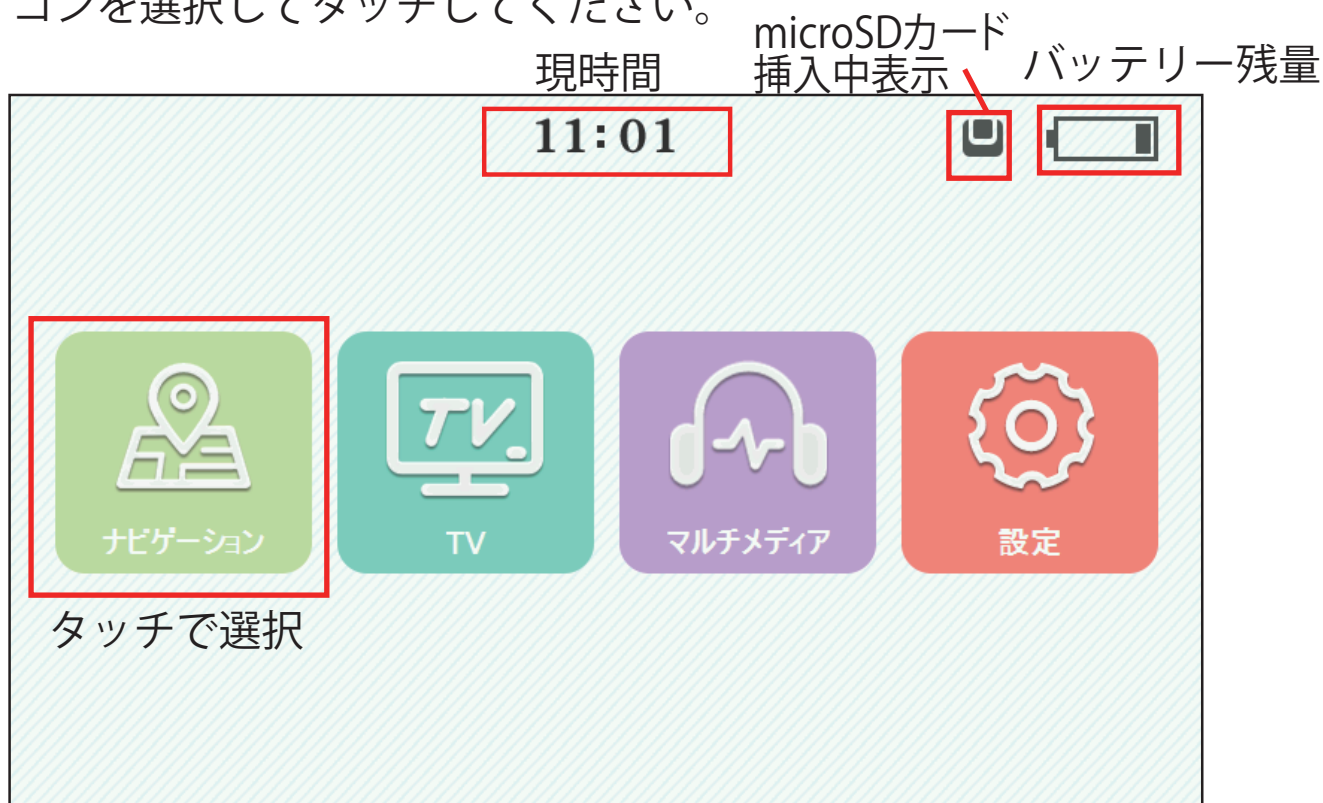 コンを選択してタッチしてください。
microSDカード
挿入中表示
現時間
バッテリー残量
11:01
TV
ナビゲーション
TV
マルチメディア
設定
タッチで選択